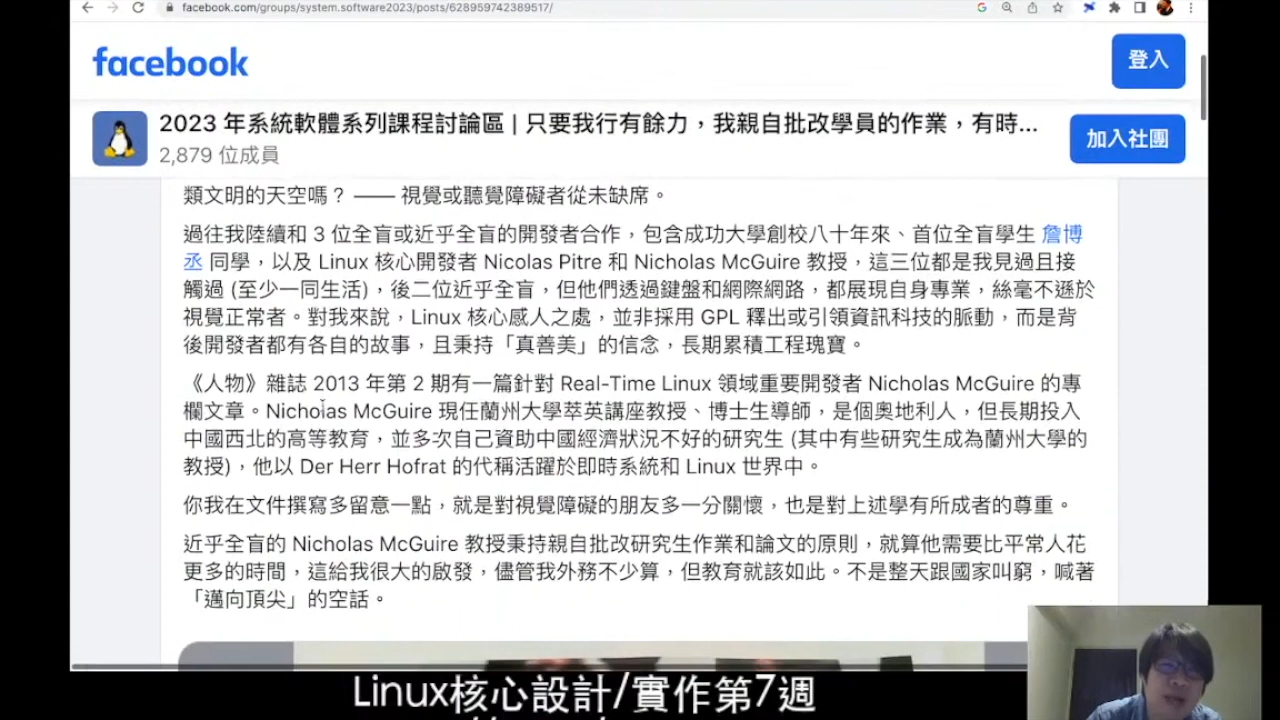 facebook.com/groups/system.software2023/posts/628959742389517/
facebook
登入
2023 年系統軟體系列課程討論區 | 只要我行有餘力，我親自批改學員的作業，有時...
2,879 位成員
加入社團
類文明的天空嗎？ —— 視覺或聽覺障礙者從未缺席。
過往我陸續和 3 位全盲或近乎全盲的開發者合作，包含成功大學創校八十年來、首位全盲學生 詹博
丞 同學，以及 Linux 核心開發者 Nicolas Pitre 和 Nicholas McGuire 教授，這三位都是我見過且接
觸過 (至少一同生活)，後二位近乎全盲，但他們透過鍵盤和網際網路，都展現自身專業，絲毫不遜於
視覺正常者。對我來說，Linux 核心感人之處，並非採用 GPL 釋出或引領資訊科技的脈動，而是背
後開發者都有各自的故事，且秉持「真善美」的信念，長期累積工程瑰寶。
《人物》雜誌 2013 年第 2 期有一篇針對 Real-Time Linux 領域重要開發者 Nicholas McGuire 的專
欄文章。Nicholas McGuire 現任蘭州大學萃英講座教授、博士生導師，是個奧地利人，但長期投入
中國西北的高等教育，並多次自己資助中國經濟狀況不好的研究生 (其中有些研究生成為蘭州大學的
教授)，他以 Der Herr Hofrat 的代稱活躍於即時系統和 Linux 世界中。
你我在文件撰寫多留意一點，就是對視覺障礙的朋友多一分關懷，也是對上述學有所成者的尊重。
近乎全盲的 Nicholas McGuire 教授秉持親自批改研究生作業和論文的原則，就算他需要比平常人花
更多的時間，這給我很大的啟發，儘管我外務不少算，但教育就該如此。不是整天跟國家叫窮，喊著
「邁向頂尖」的空話。
Linux核心設計/實作第7週